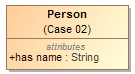 Person
(Case 02)
attributes
+has name : String